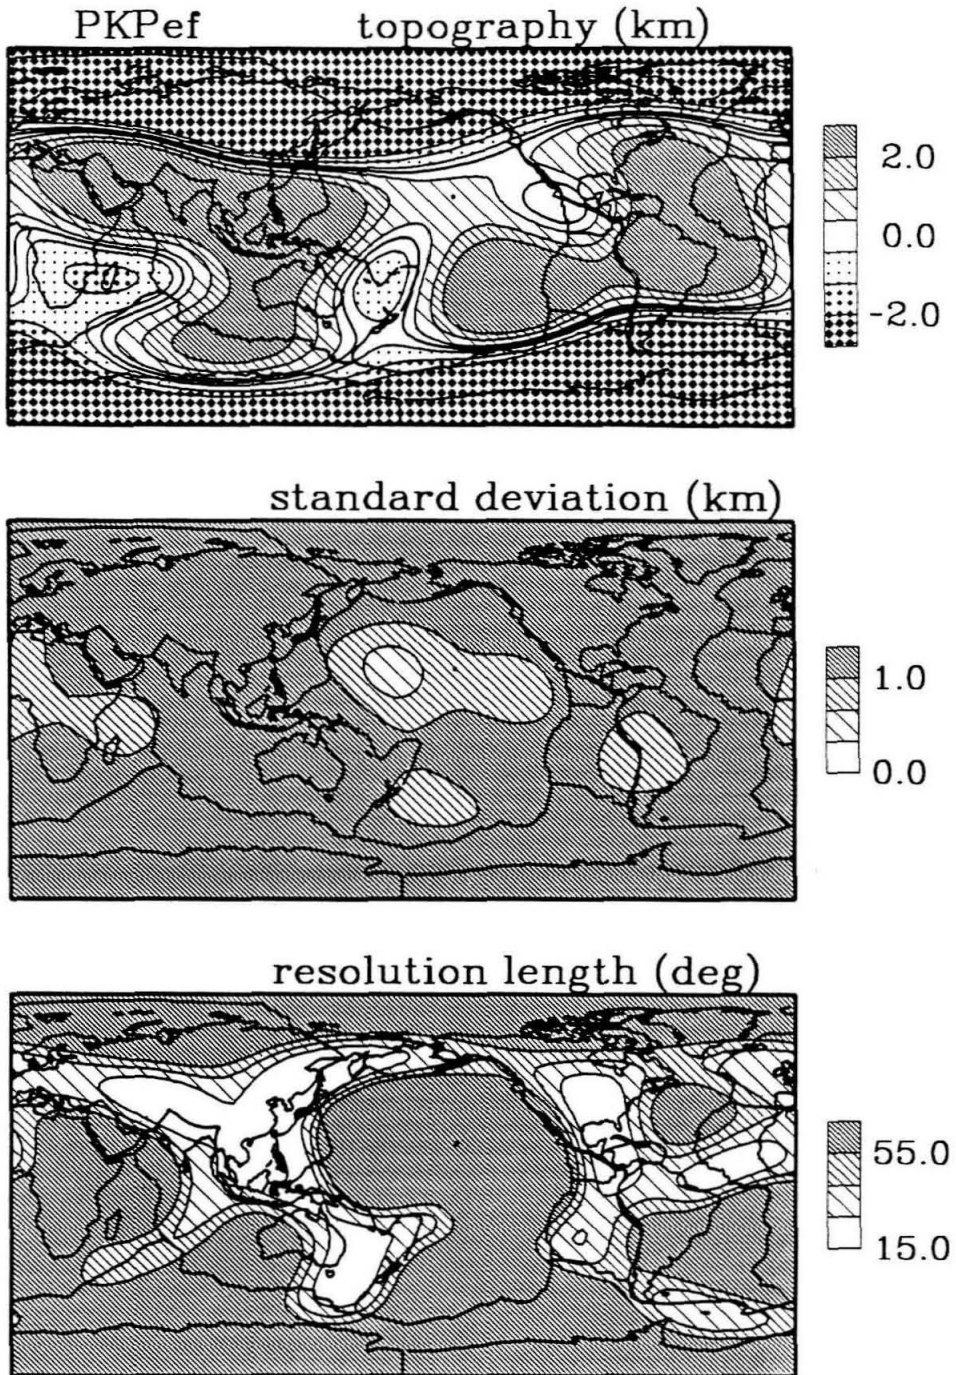 PKPef topography (km)
2.0
0.0
-2.0
standard deviation (km)
1.0
0.0
resolution length (deg)
55.0
15.0